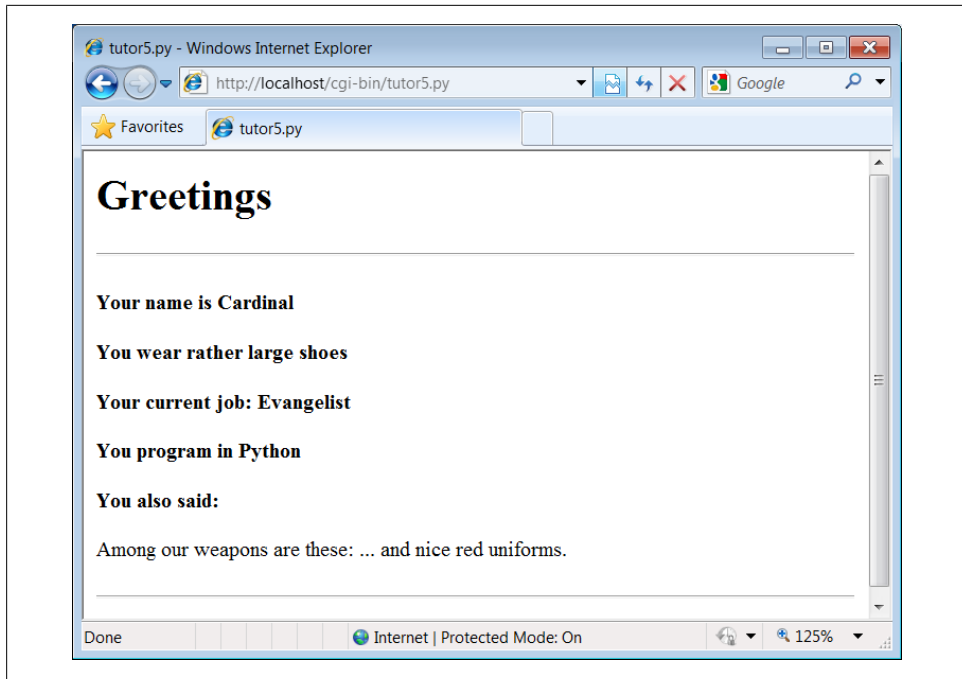 tutor5.py - Windows Internet Explorer
http://localhost/cgi-bin/tutor5.py
Google
Favorites
tutor5.py
Greetings
Your name is Cardinal
You wear rather large shoes
Your current job: Evangelist
You program in Python
You also said:
Among our weapons are these: ... and nice red uniforms.
Done
Internet | Protected Mode: On
125%